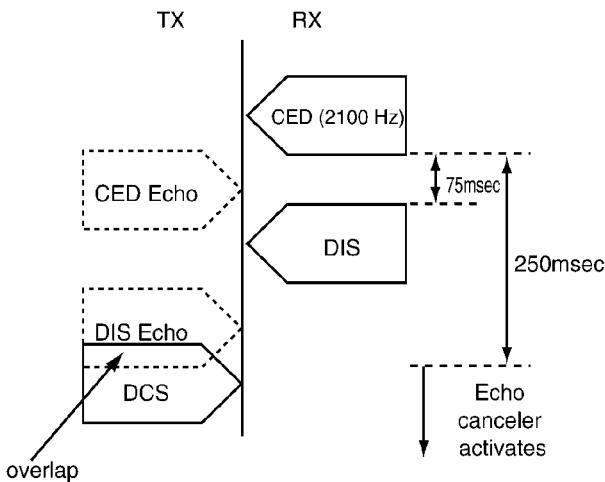 TX
RX
CED (2100 Hz)
CED Echo
75msec
DIS
250msec
DIS Echo
DCS
Echo
canceler
activates
overlap